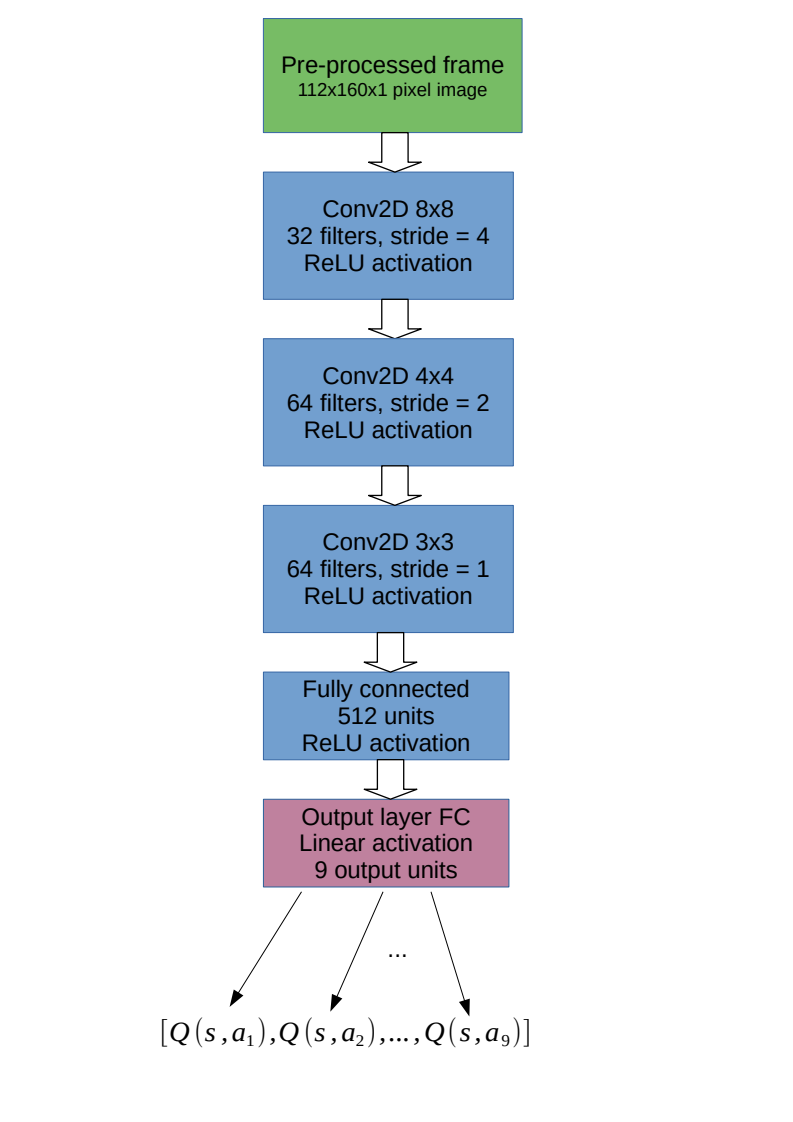 Pre-processed frame
112x160x1 pixel image
Conv2D 8x8
32 filters, stride = 4
ReLU activation
Conv2D 4x4
64 filters, stride = 2
ReLU activation
Conv2D 3x3
64 filters, stride = 1
ReLU activation
Fully connected
512 units
ReLU activation
Output layer FC
Linear activation
9 output units
...
[Q(s,a₁),Q(s,a₂),...,Q(s,a₉)]